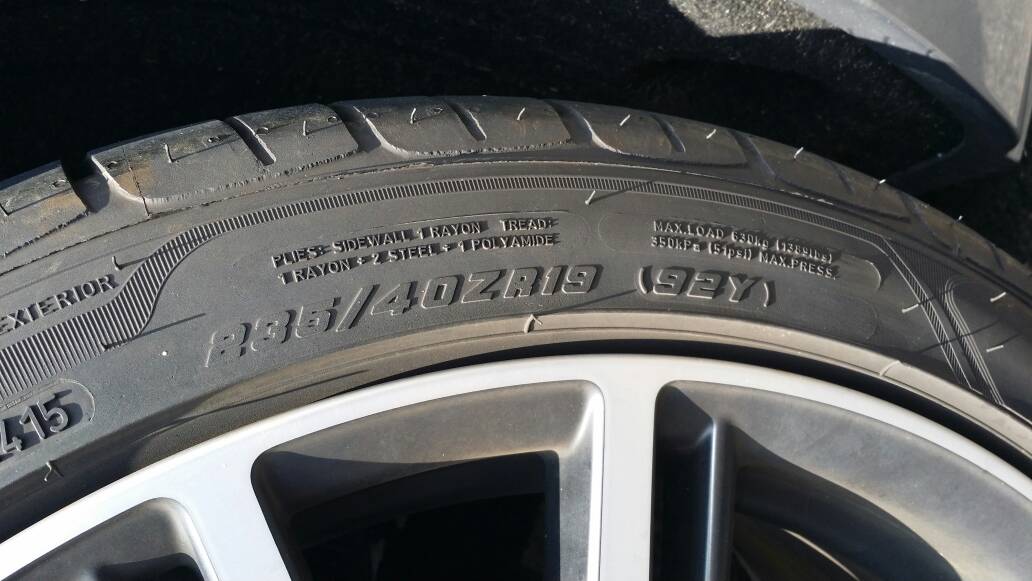 PLIES: SIDEWALL 1 RAYON TREAD:
1 RAYON + 2 STEEL + 1 POLYAMIDE
MAX.LOAD 630kg (1389lbs)
350kPa (51psi) MAX.PRESS.
EXTERIOR
235/40ZR19 (92Y)
415